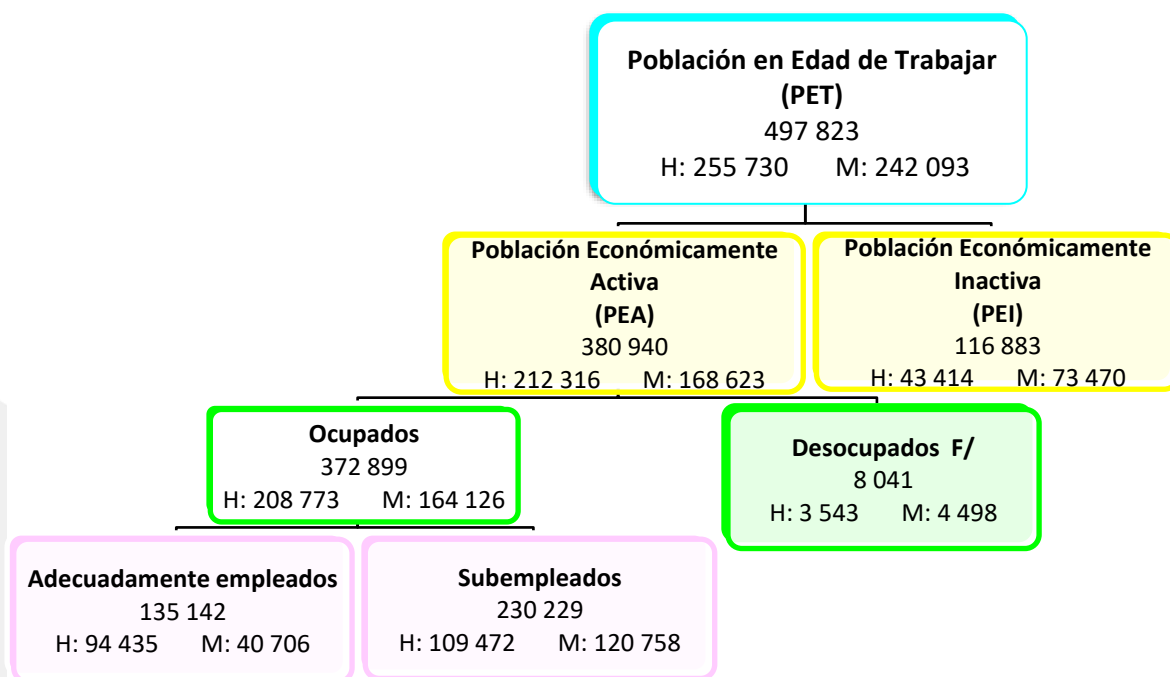 Población en Edad de Trabajar
(PET)
497 823
H: 255 730 M: 242 093
Población Económicamente
Activa
(PEA)
380 940
H: 212 316 M: 168 623
Población Económicamente
Inactiva
(PEI)
116 883
H: 43 414 M: 73 470
Ocupados
372 899
H: 208 773 M: 164 126
Desocupados F/
8 041
H: 3 543 M: 4 498
Adecuadamente empleados
135 142
H: 94 435 M: 40 706
Subempleados
230 229
H: 109 472 M: 120 758